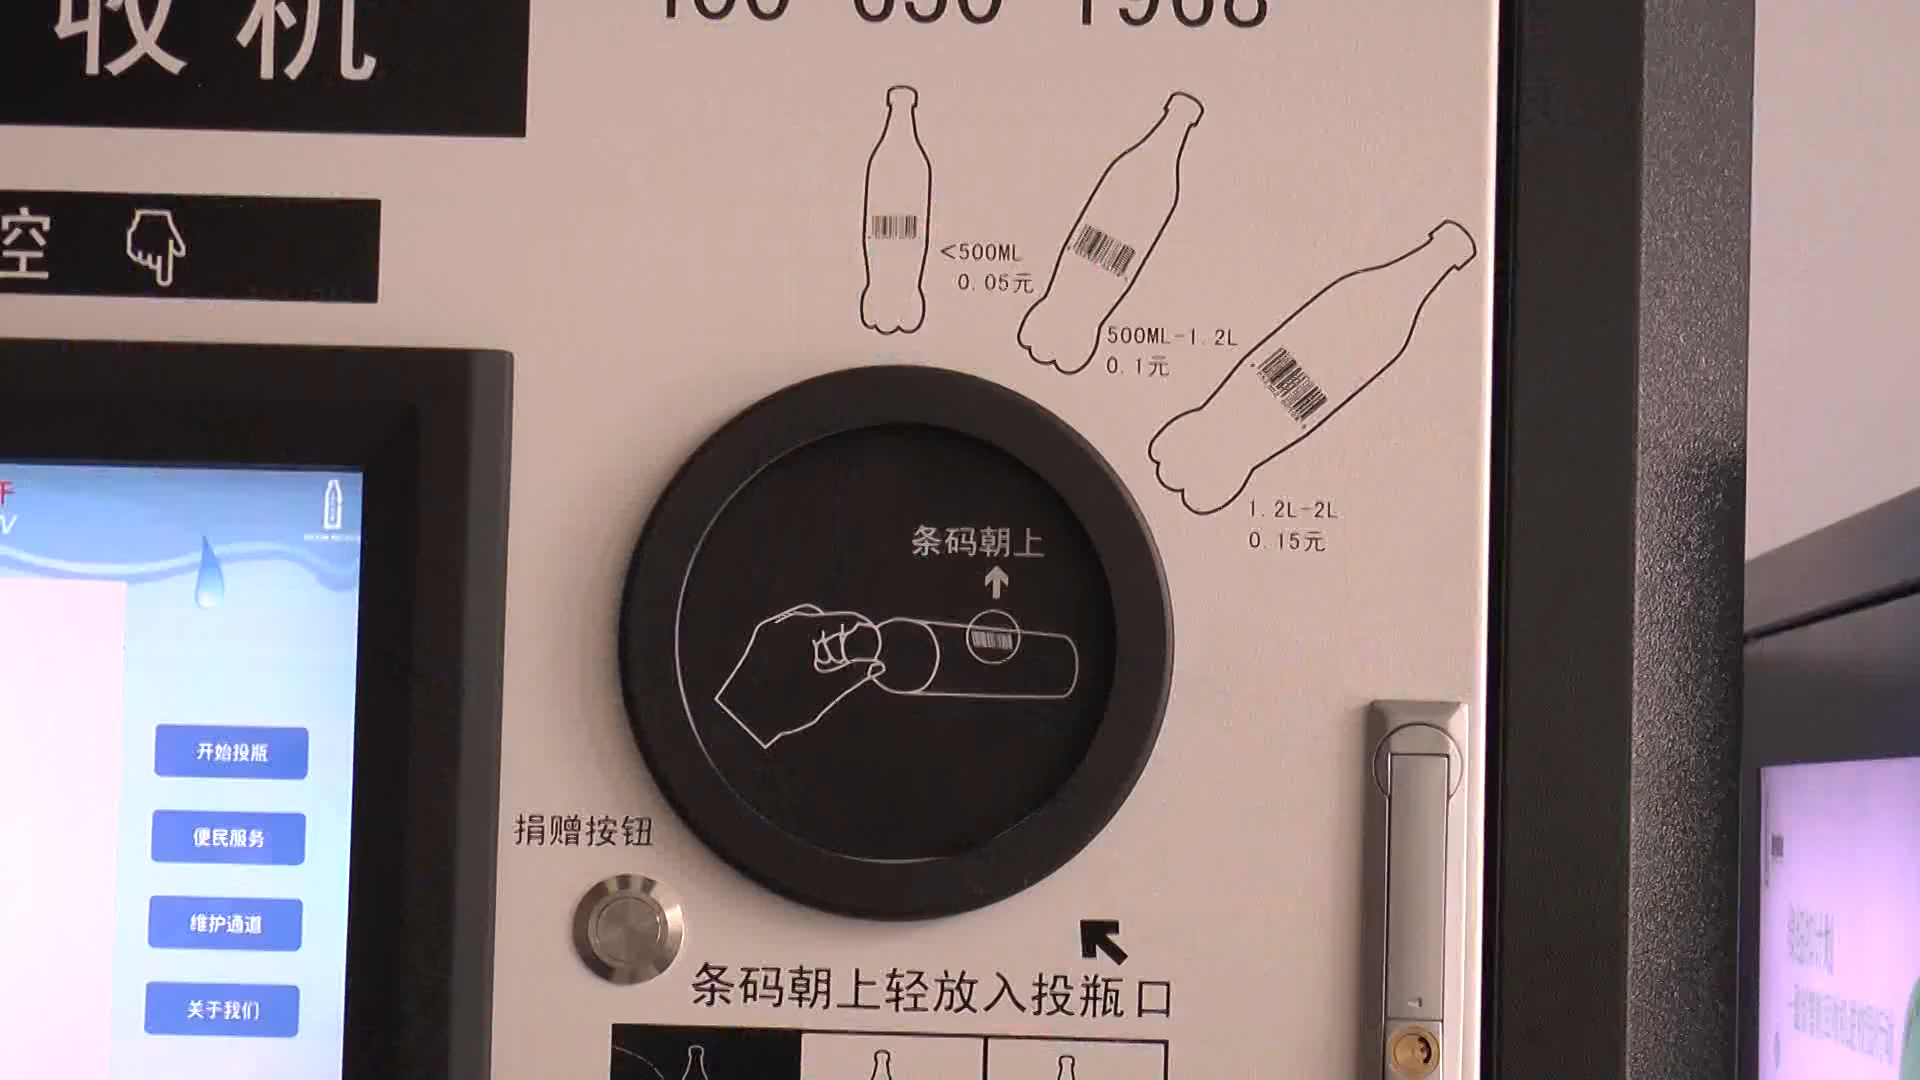 收机
控
<500ML
0.05元
500ML-1.2L
0.1元
1.2L-2L
0.15元
条码朝上
开始投瓶
便民服务
维护通道
关于我们
捐赠按钮
条码朝上轻放入投瓶口